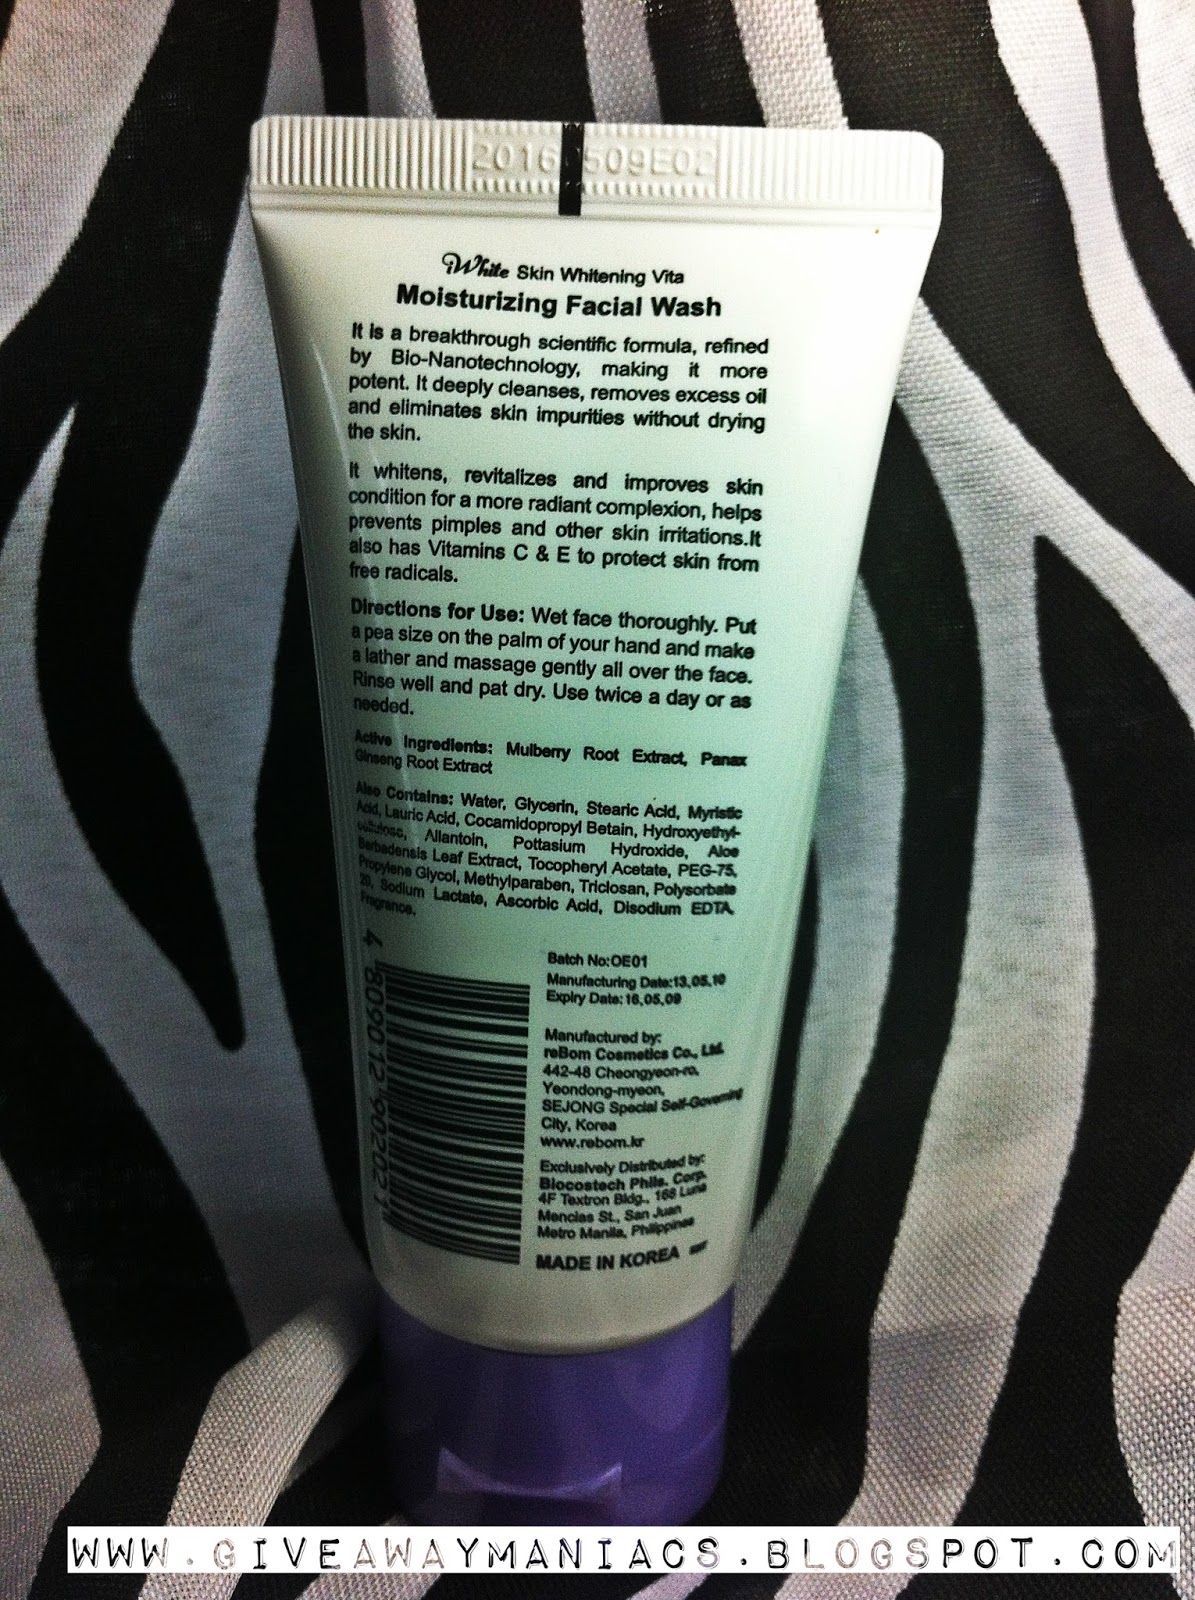 20160509E02
iWhite Skin Whitening Vita
Moisturizing Facial Wash
It is a breakthrough scientific formula, refined
by Bio-Nanotechnology, making it more
potent. It deeply cleanses, removes excess oil
and eliminates skin impurities without drying
the skin.
It whitens, revitalizes and improves skin
condition for a more radiant complexion, helps
prevents pimples and other skin irritations.It
also has Vitamins C & E to protect skin from
free radicals.
Directions for Use: Wet face thoroughly. Put
a pea size on the palm of your hand and make
a lather and massage gently all over the face.
Rinse well and pat dry. Use twice a day or as
needed.
Active Ingredients: Mulberry Root Extract, Panax
Ginseng Root Extract
Also Contains: Water, Glycerin, Stearic Acid, Myristic
Acid, Lauric Acid, Cocamidopropyl Betain, Hydroxyethyl-
cellulose, Allantoin, Pottasium Hydroxide, Aloe
Barbadensis Leaf Extract, Tocopheryl Acetate, PEG-75,
Propylene Glycol, Methylparaben, Triclosan, Polysorbate
20, Sodium Lactate, Ascorbic Acid, Disodium EDTA,
Fragrance.
4 809012 902021
Batch No:OE01
Manufacturing Date:13.05.10
Expiry Date:16.05.09
Manufactured by:
reBom Cosmetics Co., Ltd.
442-48 Cheongyeon-ro,
Yeondong-myeon,
SEJONG Special Self-Governing
City, Korea
www.rebom.kr
Exclusively Distributed by:
Biocostech Phils. Corp.
4F Textron Bldg., 168 Luna
Mencias St., San Juan
Metro Manila, Philippines
MADE IN KOREA
WWW.GIVEAWAYMANIACS.BLOGSPOT.COM